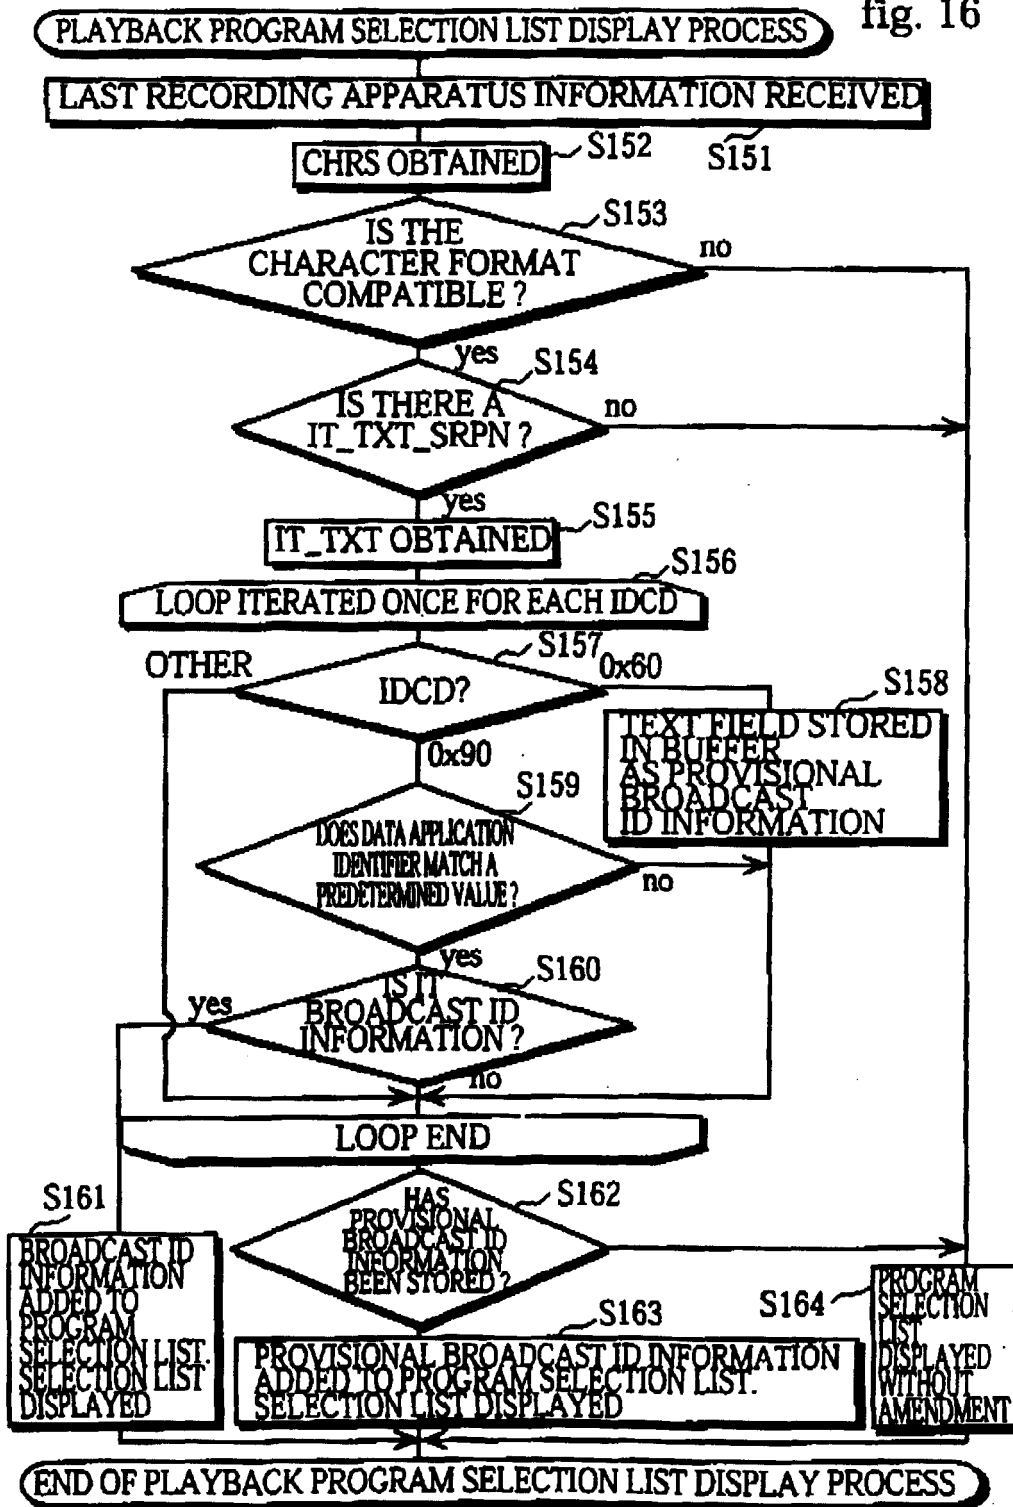 fig. 16
PLAYBACK PROGRAM SELECTION LIST DISPLAY PROCESS
LAST RECORDING APPARATUS INFORMATION RECEIVED
S151
CHRS OBTAINED
S152
S153
IS THE
CHARACTER FORMAT
COMPATIBLE ?
no
yes
S154
IS THERE A
IT_TXT_SRPN ?
no
yes
IT_TXT OBTAINED
S155
S156
LOOP ITERATED ONCE FOR EACH IDCD
S157
OTHER
IDCD?
0x60
0x90
S158
TEXT FIELD STORED
IN BUFFER
AS PROVISIONAL
BROADCAST
ID INFORMATION
S159
DOES DATA APPLICATION
IDENTIFIER MATCH A
PREDETERMINED VALUE ?
no
yes
S160
IS IT
BROADCAST ID
INFORMATION ?
yes
no
LOOP END
S162
HAS
PROVISIONAL
BROADCAST ID
INFORMATION
BEEN STORED ?
S161
BROADCAST ID
INFORMATION
ADDED TO
PROGRAM
SELECTION LIST.
SELECTION LIST
DISPLAYED
S163
PROVISIONAL BROADCAST ID INFORMATION
ADDED TO PROGRAM SELECTION LIST.
SELECTION LIST DISPLAYED
S164
PROGRAM
SELECTION
LIST
DISPLAYED
WITHOUT
AMENDMENT
END OF PLAYBACK PROGRAM SELECTION LIST DISPLAY PROCESS